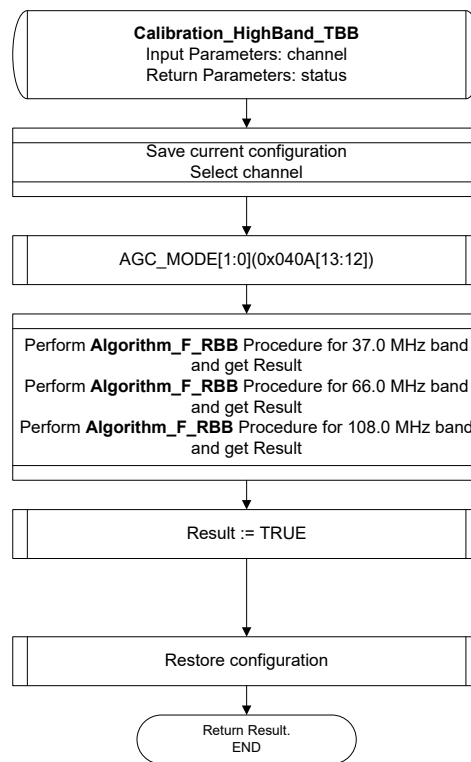 Calibration_HighBand_TBB
Input Parameters: channel
Return Parameters: status
Save current configuration
Select channel
AGC_MODE[1:0](0x040A[13:12])
Perform Algorithm_F_RBB Procedure for 37.0 MHz band
and get Result
Perform Algorithm_F_RBB Procedure for 66.0 MHz band
and get Result
Perform Algorithm_F_RBB Procedure for 108.0 MHz band
and get Result
Result := TRUE
Restore configuration
Return Result.
END